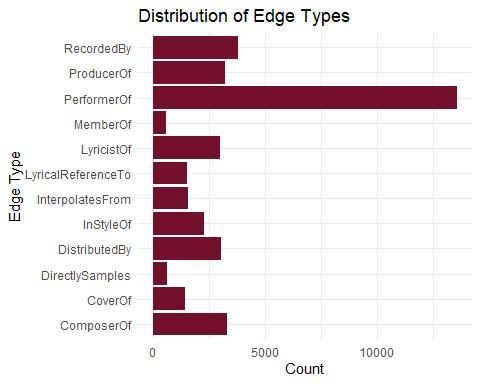 Distribution of Edge Types
RecordedBy
ProducerOf
PerformerOf
MemberOf
LyricistOf
LyricalReferenceTo
InterpolatesFrom
InStyleOf
DistributedBy
DirectlySamples
CoverOf
ComposerOf
Edge Type
0 5000 10000
Count